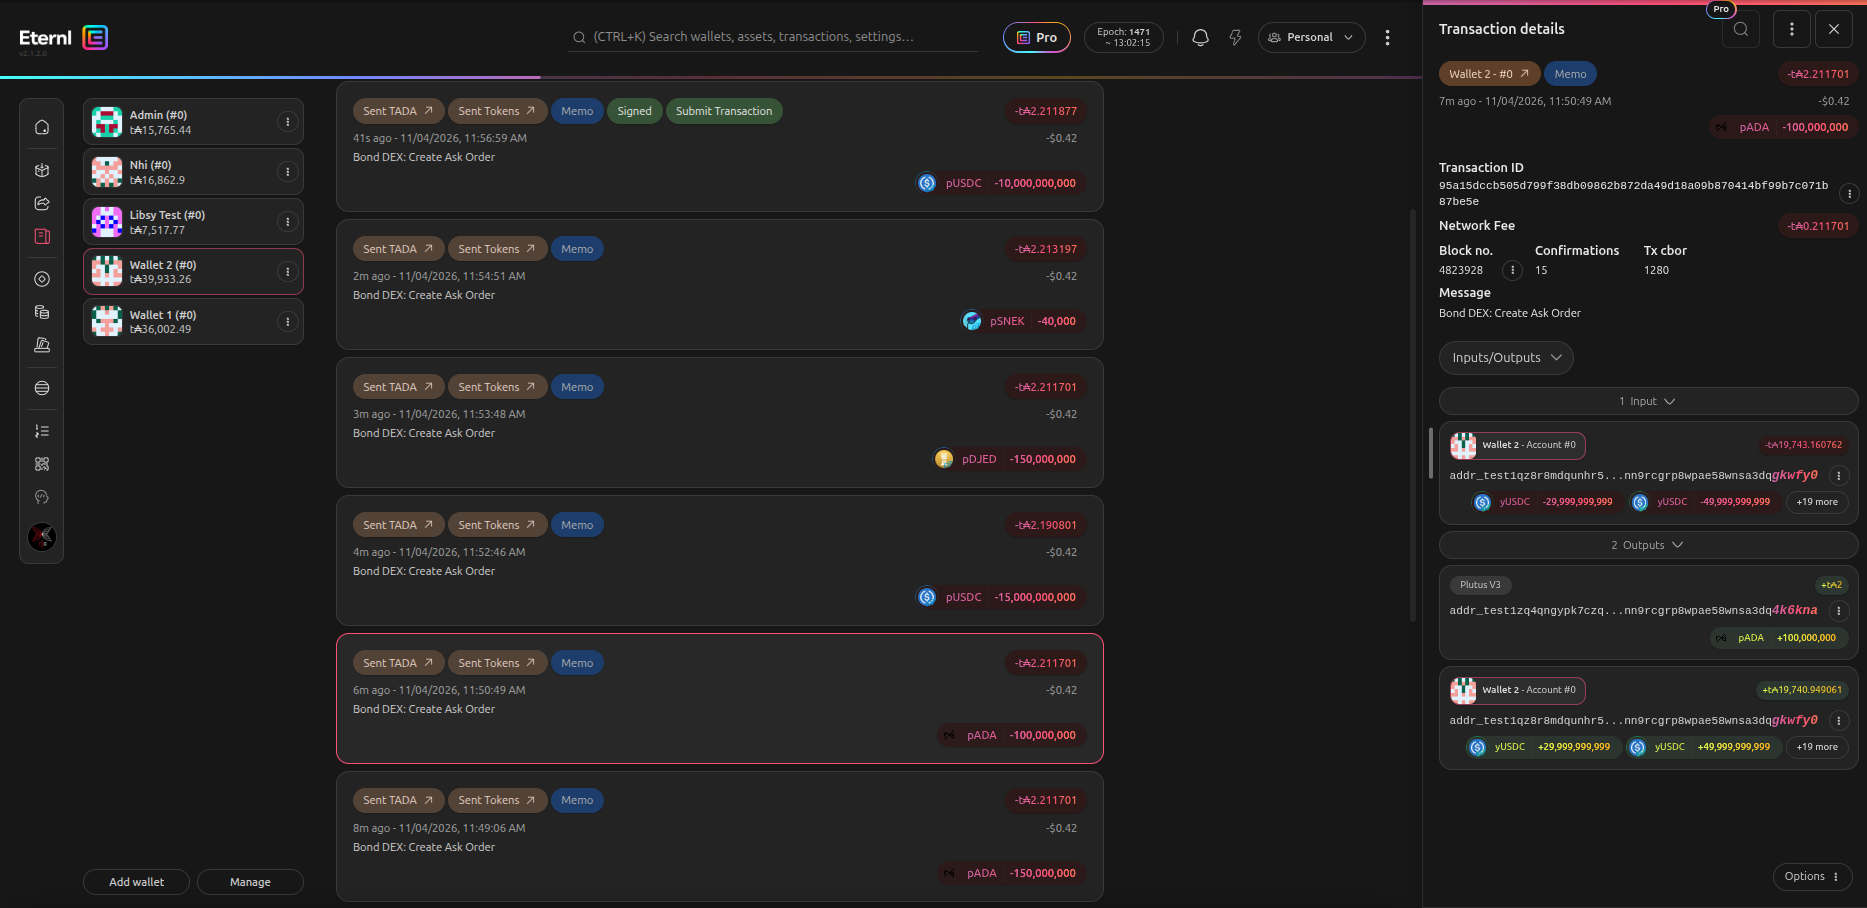 Eternl
v2.1.2.0
(CTRL+K) Search wallets, assets, transactions, settings...
Pro
Epoch: 1471
~ 13:02:15
Personal
Admin (#0)
t₳15,765.44
Nhi (#0)
t₳16,862.9
Libsy Test (#0)
t₳7,517.77
Wallet 2 (#0)
t₳39,933.26
Wallet 1 (#0)
t₳36,002.49
Add wallet
Manage
Sent TADA Sent Tokens Memo Signed Submit Transaction -t₳2.211877
41s ago - 11/04/2026, 11:56:59 AM -$0.42
Bond DEX: Create Ask Order
pUSDC -10,000,000,000
Sent TADA Sent Tokens Memo -t₳2.213197
2m ago - 11/04/2026, 11:54:51 AM -$0.42
Bond DEX: Create Ask Order
pSNEK -40,000
Sent TADA Sent Tokens Memo -t₳2.211701
3m ago - 11/04/2026, 11:53:48 AM -$0.42
Bond DEX: Create Ask Order
pDJED -150,000,000
Sent TADA Sent Tokens Memo -t₳2.190801
4m ago - 11/04/2026, 11:52:46 AM -$0.42
Bond DEX: Create Ask Order
pUSDC -15,000,000,000
Sent TADA Sent Tokens Memo -t₳2.211701
6m ago - 11/04/2026, 11:50:49 AM -$0.42
Bond DEX: Create Ask Order
pADA -100,000,000
Sent TADA Sent Tokens Memo -t₳2.211701
8m ago - 11/04/2026, 11:49:06 AM -$0.42
Bond DEX: Create Ask Order
pADA -150,000,000
Pro
Transaction details
Wallet 2 - #0 Memo -t₳2.211701
7m ago - 11/04/2026, 11:50:49 AM -$0.42
pADA -100,000,000
Transaction ID
95a15dccb505d799f38db09862b872da49d18a09b870414bf99b7c071b
87be5e
Network Fee -t₳0.211701
Block no. Confirmations Tx cbor
4823928 15 1280
Message
Bond DEX: Create Ask Order
Inputs/Outputs
1 Input
Wallet 2 - Account #0 -t₳19,743.160762
addr_test1qz8r8mdqunhr5...nn9rcgrp8wpae58wnsa3dqgkwfy0
yUSDC -29,999,999,999 yUSDC -49,999,999,999 +19 more
2 Outputs
Plutus V3 +t₳2
addr_test1zq4qngypk7czq...nn9rcgrp8wpae58wnsa3dq4k6kna
pADA +100,000,000
Wallet 2 - Account #0 +t₳19,740.949061
addr_test1qz8r8mdqunhr5...nn9rcgrp8wpae58wnsa3dqgkwfy0
yUSDC +29,999,999,999 yUSDC +49,999,999,999 +19 more
Options